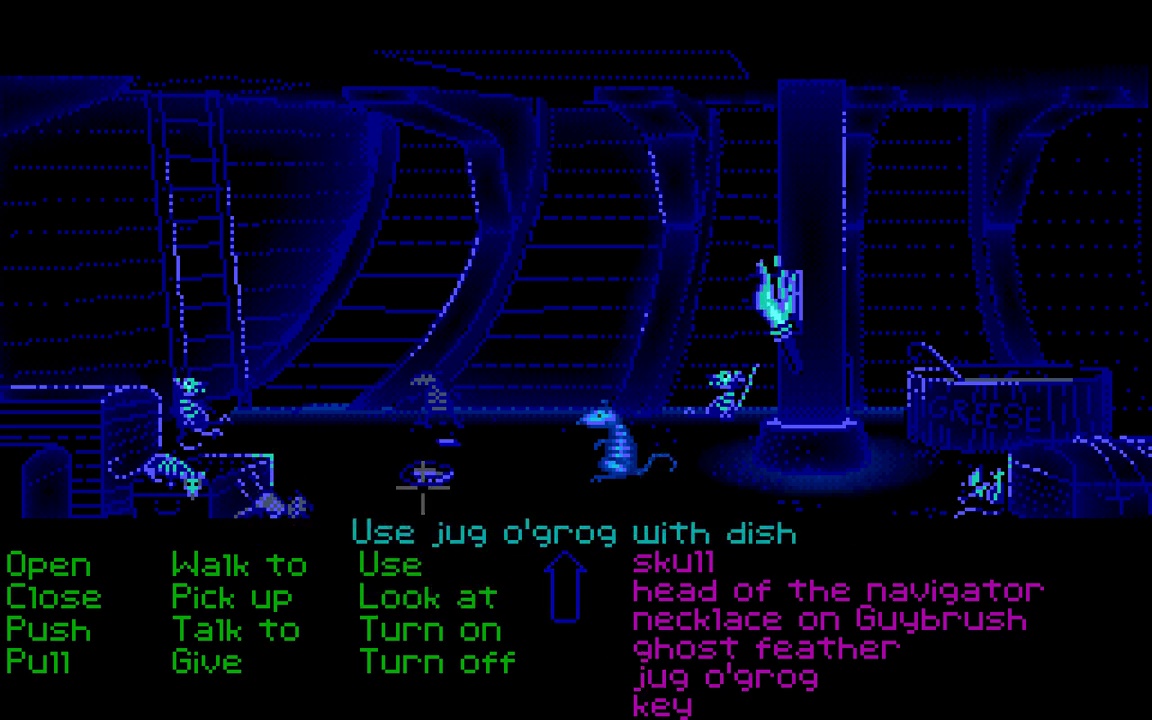 GREESE
Use jug o'grog with dish
Open Walk to Use
Close Pick up Look at
Push Talk to Turn on
Pull Give Turn off
skull
head of the navigator
necklace on Guybrush
ghost feather
jug o'grog
key